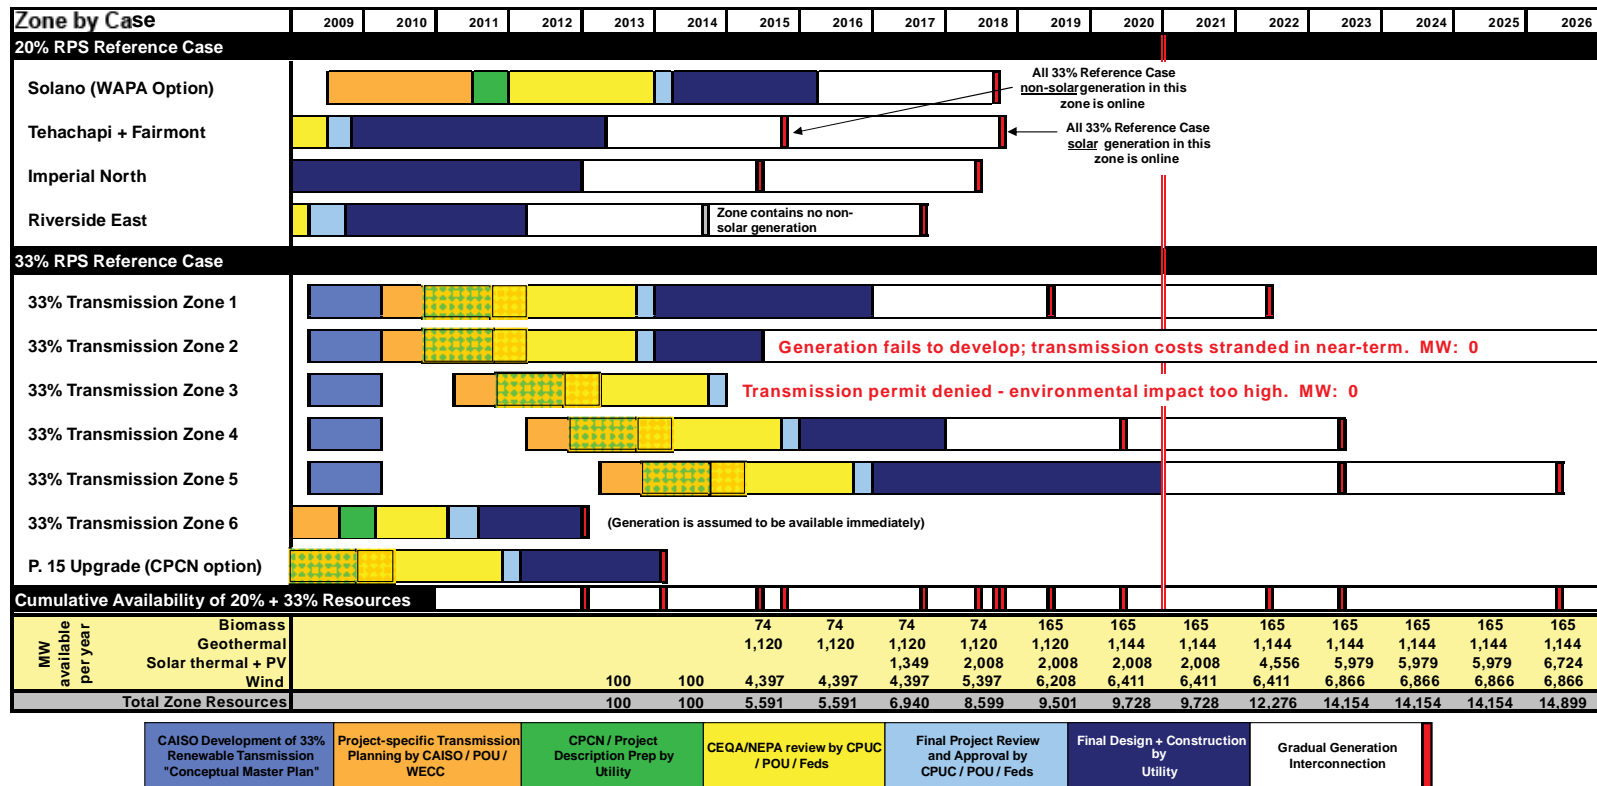 Zone by Case 2009 2010 2011 2012 2013 2014 2015 2016 2017 2018 2019 2020 2021 2022 2023 2024 2025 2026
20% RPS Reference Case
Solano (WAPA Option)
All 33% Reference Case
non-solar generation in this
zone is online
Tehachapi + Fairmont
All 33% Reference Case
solar generation in this
zone is online
Imperial North
Riverside East
Zone contains no non-
solar generation
33% RPS Reference Case
33% Transmission Zone 1
33% Transmission Zone 2
Generation fails to develop; transmission costs stranded in near-term. MW: 0
33% Transmission Zone 3
Transmission permit denied - environmental impact too high. MW: 0
33% Transmission Zone 4
33% Transmission Zone 5
33% Transmission Zone 6
(Generation is assumed to be available immediately)
P. 15 Upgrade (CPCN option)
Cumulative Availability of 20% + 33% Resources
MW
available
per year
Biomass 74 74 74 74 165 165 165 165 165 165 165 165
Geothermal 1,120 1,120 1,120 1,120 1,120 1,144 1,144 1,144 1,144 1,144 1,144 1,144
Solar thermal + PV 1,349 2,008 2,008 2,008 2,008 4,556 5,979 5,979 5,979 6,724
Wind 100 100 4,397 4,397 4,397 5,397 6,208 6,411 6,411 6,411 6,866 6,866 6,866 6,866
Total Zone Resources 100 100 5,591 5,591 6,940 8,599 9,501 9,728 9,728 12,276 14,154 14,154 14,154 14,899
CAISO Development of 33%
Renewable Tansmission
"Conceptual Master Plan"
Project-specific Transmission
Planning by CAISO / POU /
WECC
CPCN / Project
Description Prep by
Utility
CEQA/NEPA review by CPUC
/ POU / Feds
Final Project Review
and Approval by
CPUC / POU / Feds
Final Design + Construction
by
Utility
Gradual Generation
Interconnection